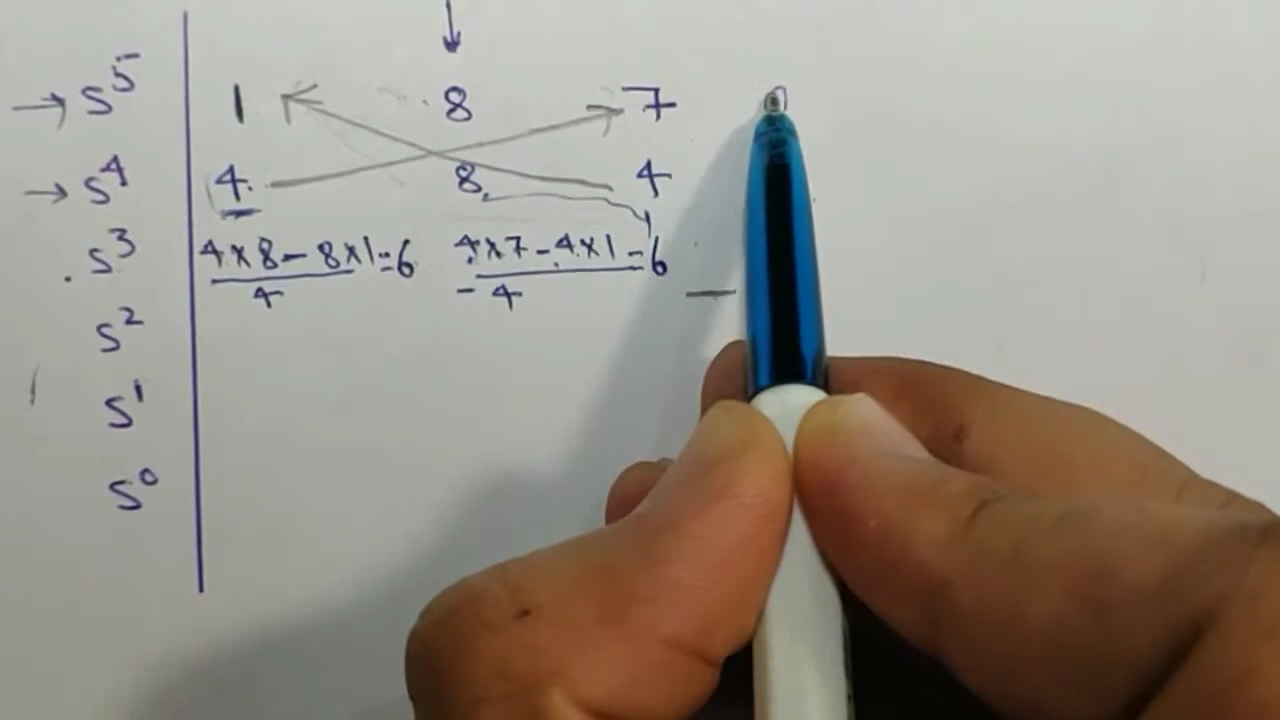 → s⁵ 1 8 7 0
→ s⁴ 4 8 4
s³ 4×8-8×1=6 4×7-4×1=6
4 4
s²
s¹
s⁰